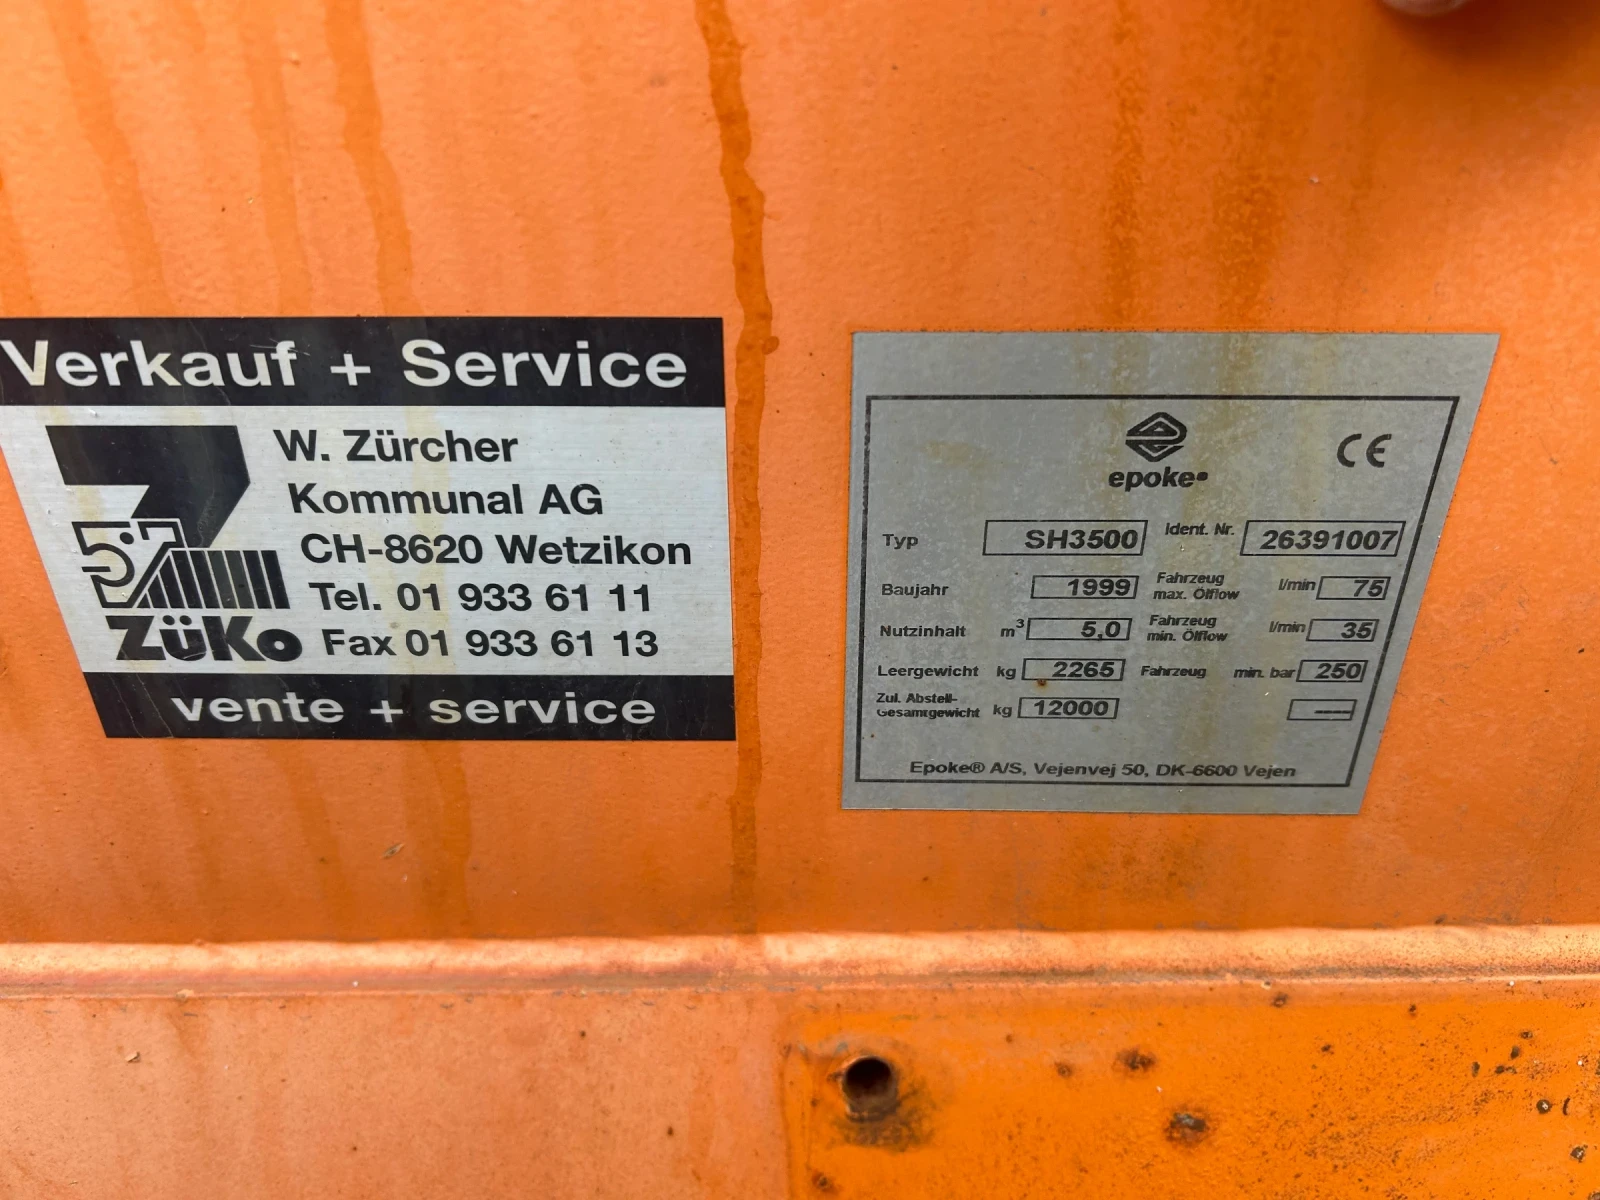 Verkauf + Service
W. Zürcher
Kommunal AG
CH-8620 Wetzikon
Tel. 01 933 61 11
Fax 01 933 61 13
ZüKo
vente + service
epoke®
CE
Typ SH3500 Ident. Nr. 26391007
Baujahr 1999 Fahrzeug max. Ölflow l/min 75
Nutzinhalt m³ 5,0 Fahrzeug min. Ölflow l/min 35
Leergewicht kg 2265 Fahrzeug min. bar 250
Zul. Abstell-
Gesamtgewicht kg 12000 ----
Epoke® A/S, Vejenvej 50, DK-6600 Vejen